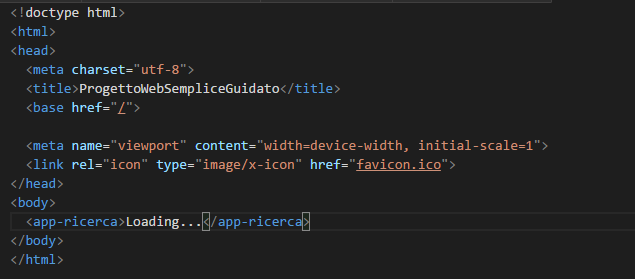 <!doctype html>
<html>
<head>
<meta charset="utf-8">
<title>ProgettoWebSempliceGuidato</title>
<base href="/">
<meta name="viewport" content="width=device-width, initial-scale=1">
<link rel="icon" type="image/x-icon" href="favicon.ico">
</head>
<body>
<app-ricerca>Loading...</app-ricerca>
</body>
</html>